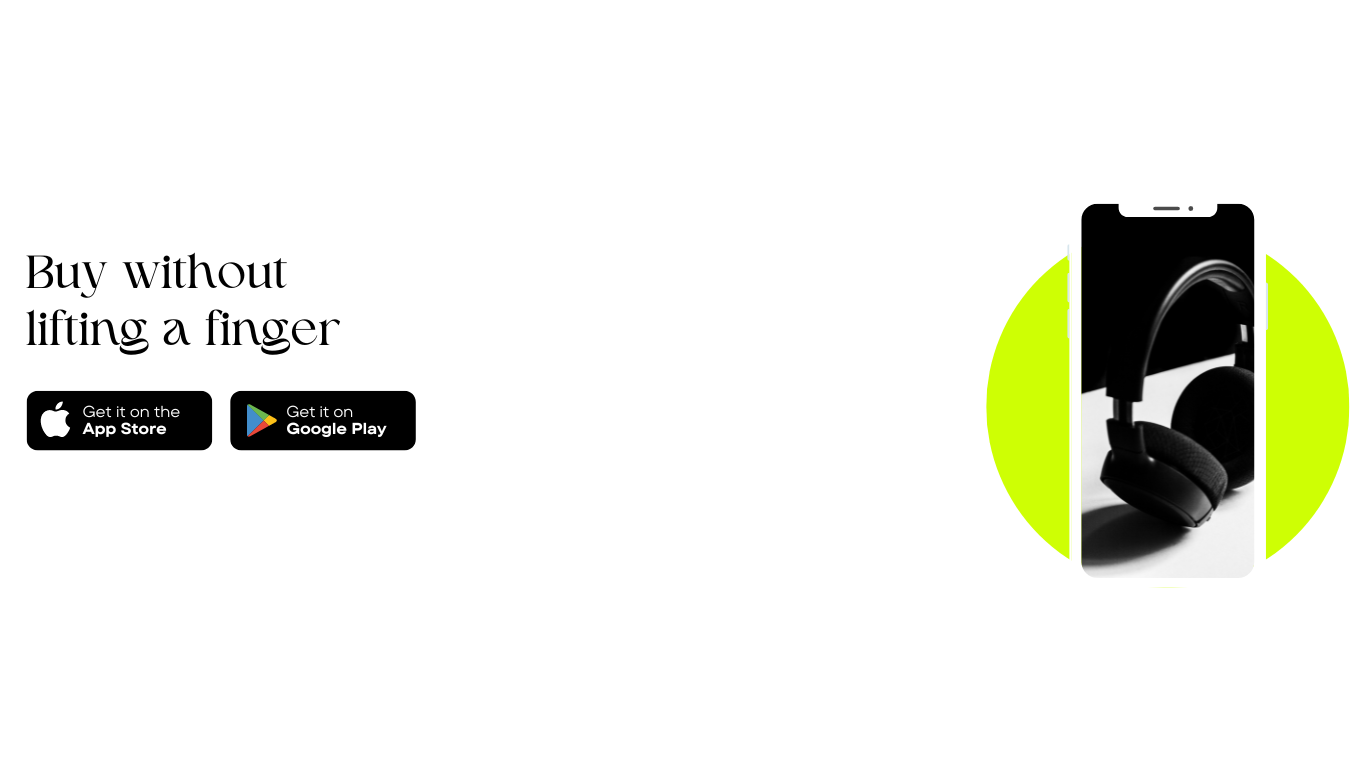 Buy without
lifting a finger
Get it on the
App Store
Get it on
Google Play